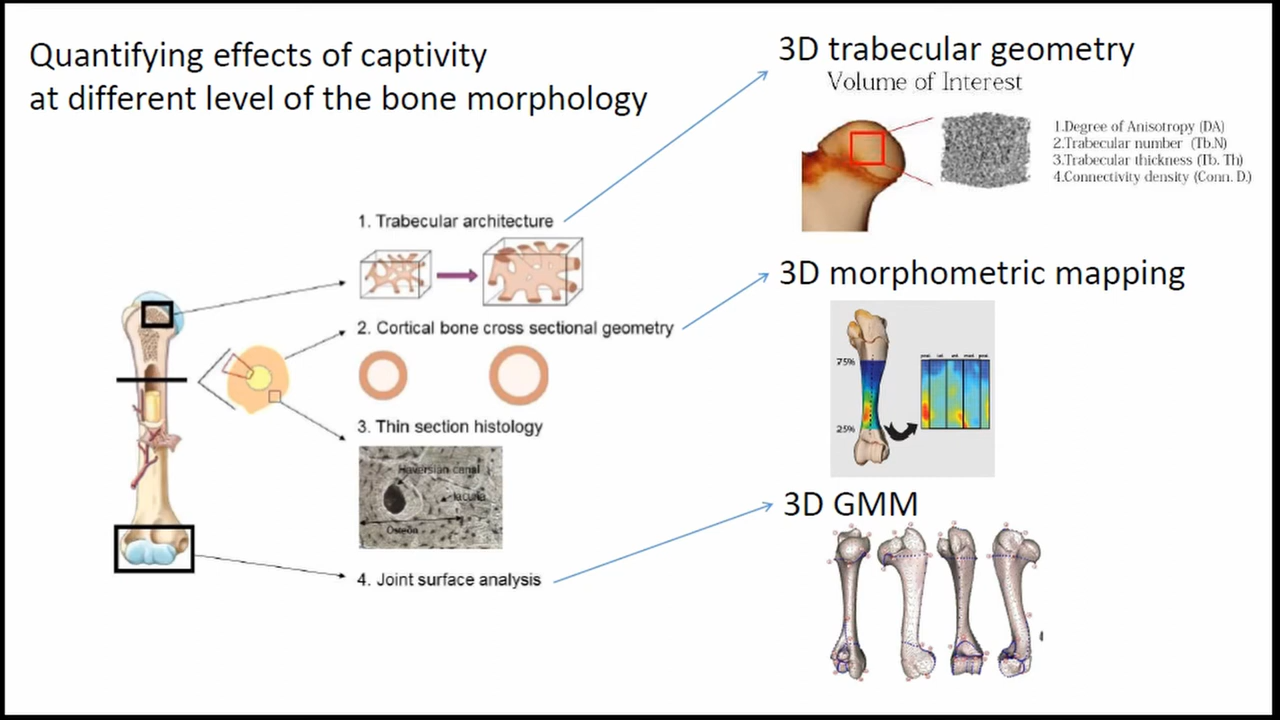 Quantifying effects of captivity
at different level of the bone morphology
1. Trabecular architecture
2. Cortical bone cross sectional geometry
3. Thin section histology
Haversian canal
lacuna
Osteon
4. Joint surface analysis
3D trabecular geometry
Volume of Interest
1.Degree of Anisotropy (DA)
2.Trabecular number (Tb.N)
3.Trabecular thickness (Tb. Th)
4.Connectivity density (Conn. D.)
3D morphometric mapping
75%
25%
3D GMM